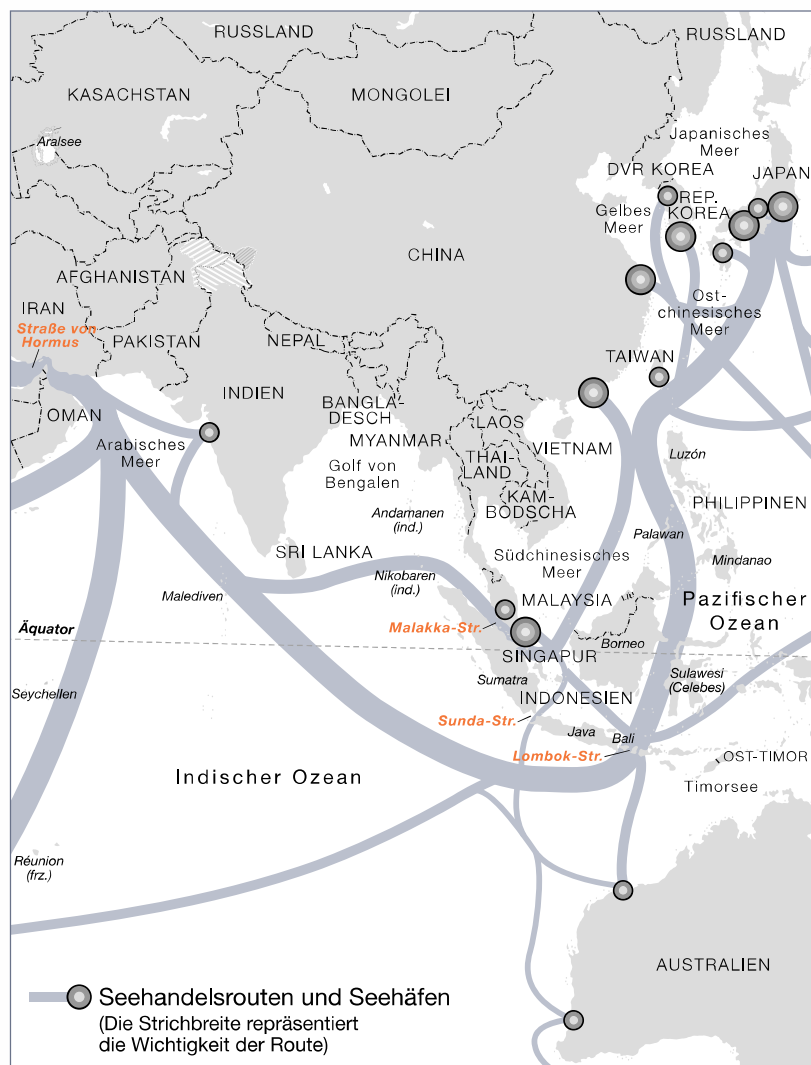 RUSSLAND
RUSSLAND
KASACHSTAN
MONGOLEI
Aralsee
Japanisches
Meer
DVR KOREA
JAPAN
REP.
KOREA
Gelbes
Meer
CHINA
AFGHANISTAN
IRAN
Straße von
Hormus
PAKISTAN
NEPAL
Ost-
chinesisches
Meer
TAIWAN
INDIEN
BANGLA
DESCH
OMAN
LAOS
MYANMAR
VIETNAM
Arabisches
Meer
THAI-
LAND
Luzón
Golf von
Bengalen
KAM-
BODSCHA
PHILIPPINEN
Andamanen
(ind.)
Palawan
SRI LANKA
Südchinesisches
Meer
Mindanao
Nikobaren
(ind.)
Malediven
MALAYSIA
Pazifischer
Ozean
Malakka-Str.
Äquator
Borneo
SINGAPUR
Sumatra
Sulawesi
(Celebes)
Seychellen
INDONESIEN
Sunda-Str.
Java
Bali
Lombok-Str.
OST-TIMOR
Indischer Ozean
Timorsee
Réunion
(frz.)
AUSTRALIEN
Seehandelsrouten und Seehäfen
(Die Strichbreite repräsentiert
die Wichtigkeit der Route)